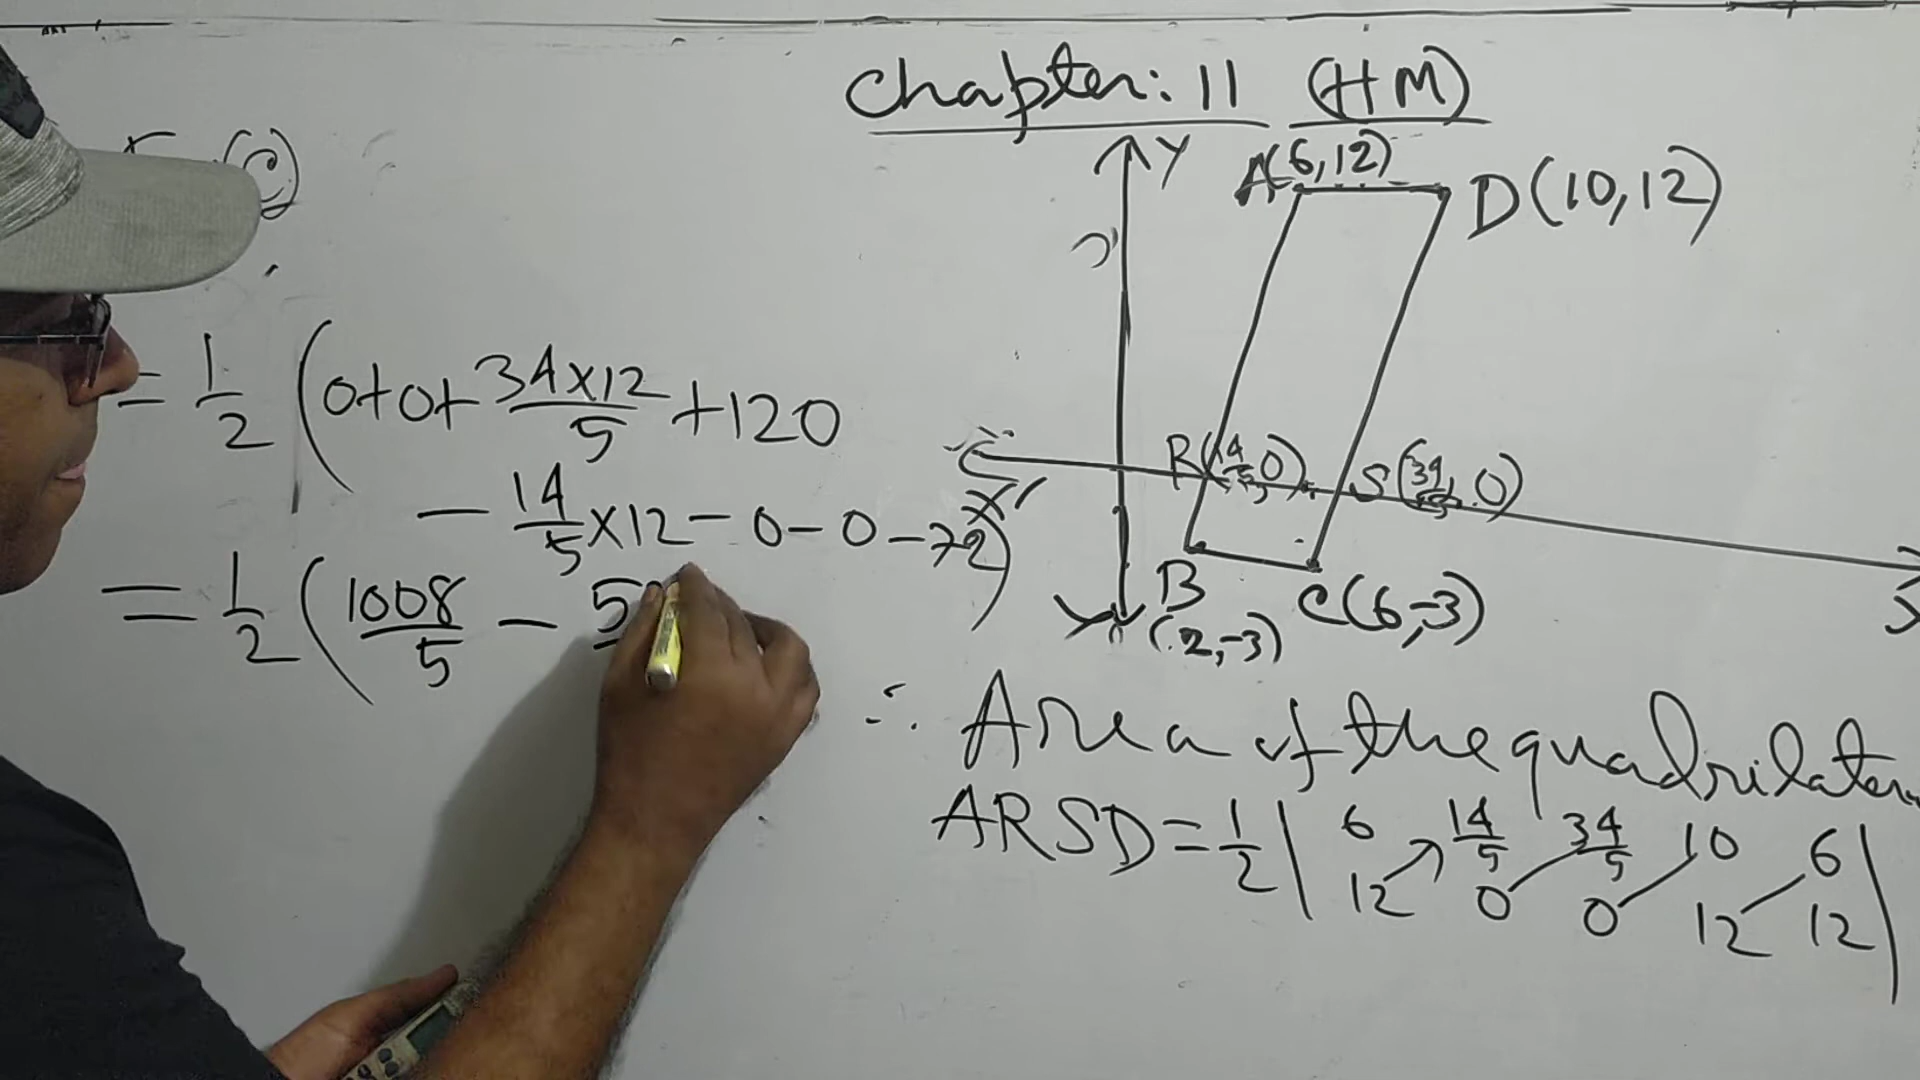 Chapter: 11 (HM)
Y
A(6,12)
D(10,12)
= 1/2 (0+0+ 34×12/5 +120
R(14/5,0) S(34/5,0)
X'
- 14/5 ×12-0-0-72)
= 1/2 (1008/5 - 5
B C(6,-3)
(2,-3)
∴ Area of the quadrilater
ARSD = 1/2 | 6 14/5 34/5 10 6 |
12 0 0 12 12